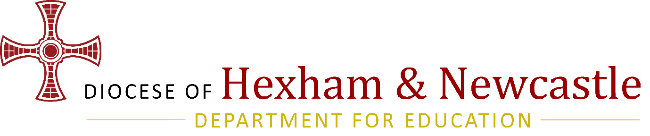 DIOCESE OF Hexham & Newcastle
DEPARTMENT FOR EDUCATION